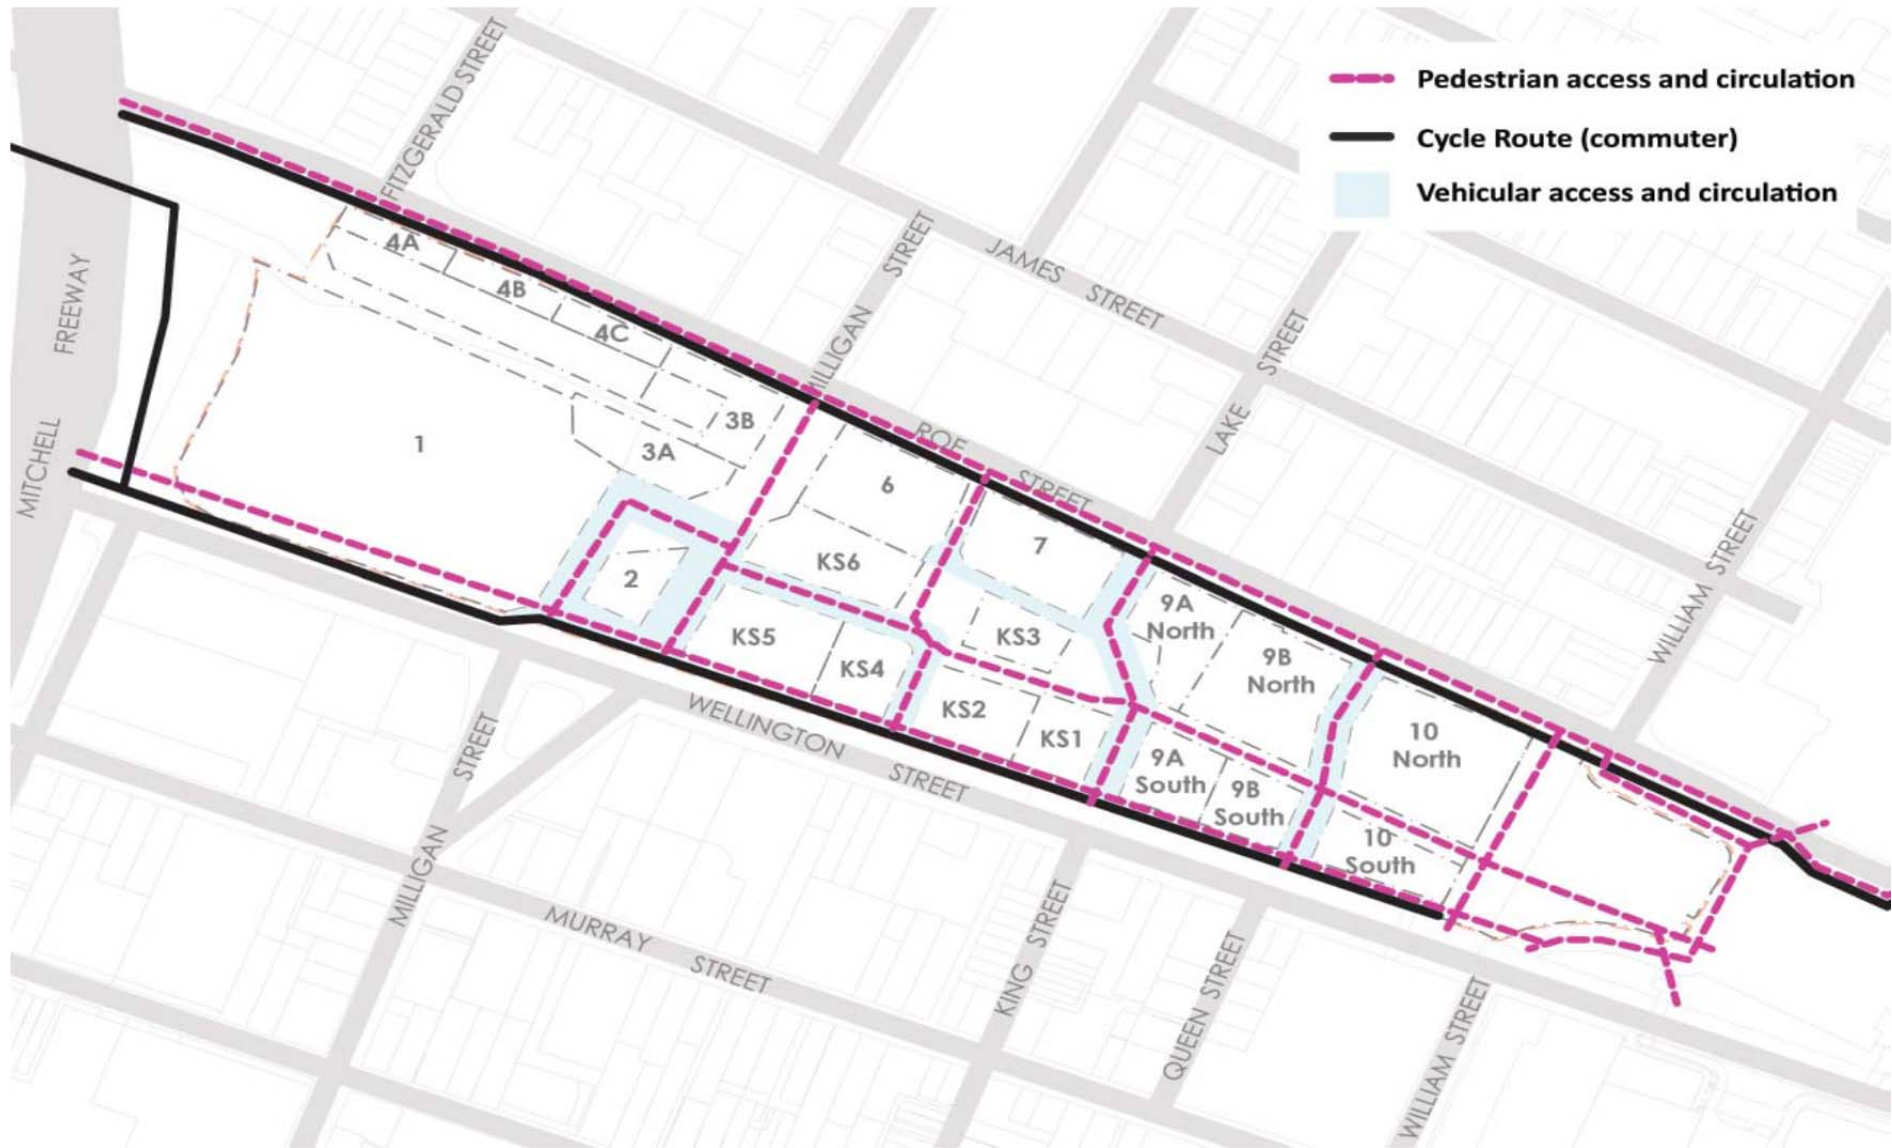 Pedestrian access and circulation
Cycle Route (commuter)
Vehicular access and circulation
FITZGERALD STREET
MITCHELL FREEWAY
MILLIGAN STREET
JAMES STREET
LAKE STREET
ROE STREET
WILLIAM STREET
4A
4B
4C
3B
3A
1
2
6
7
KS6
KS5
KS4
KS3
KS2
KS1
9A
North
9B
North
10
North
9A
South
9B
South
10
South
WELLINGTON STREET
MILLIGAN STREET
MURRAY STREET
KING STREET
QUEEN STREET
WILLIAM STREET